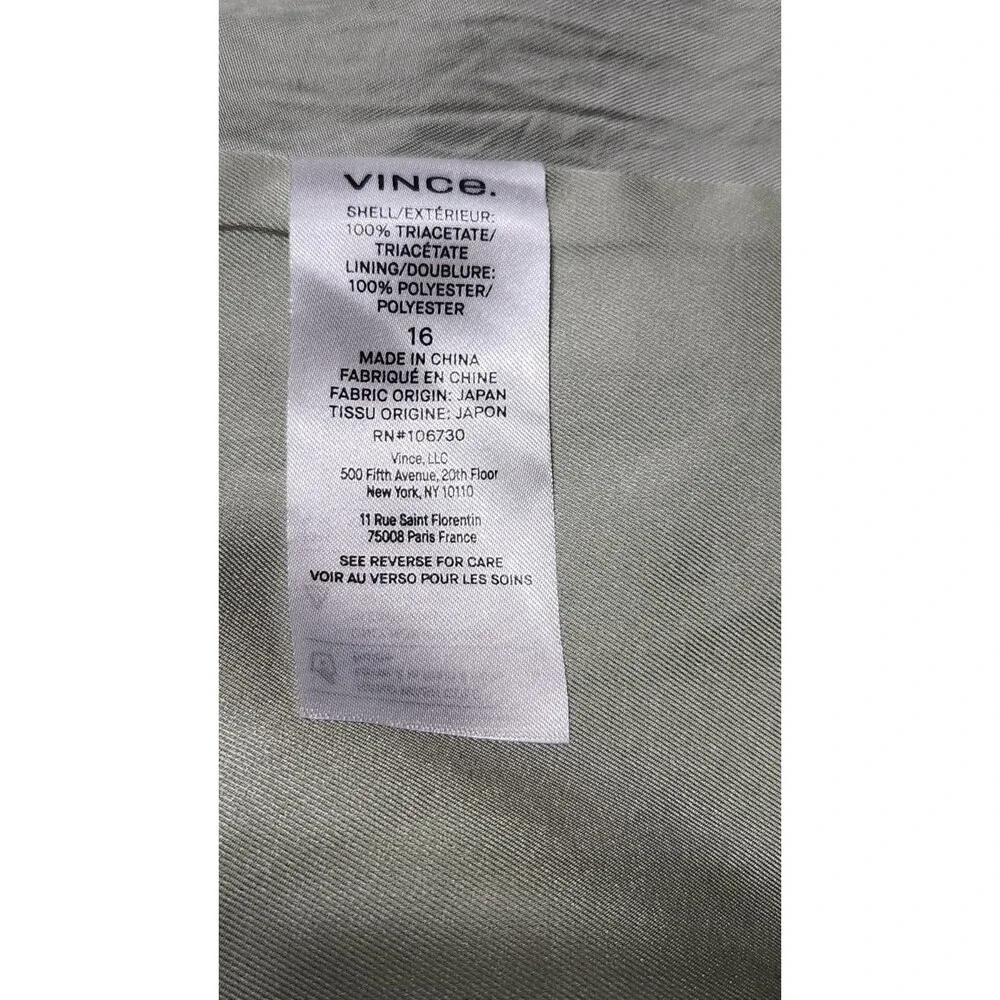 VINCE.
SHELL/EXTÉRIEUR:
100% TRIACETATE/
TRIACÉTATE
LINING/DOUBLURE:
100% POLYESTER/
POLYESTER
16
MADE IN CHINA
FABRIQUÉ EN CHINE
FABRIC ORIGIN: JAPAN
TISSU ORIGINE: JAPON
RN#106730
Vince, LLC
500 Fifth Avenue, 20th Floor
New York, NY 10110
11 Rue Saint Florentin
75008 Paris France
SEE REVERSE FOR CARE
VOIR AU VERSO POUR LES SOINS